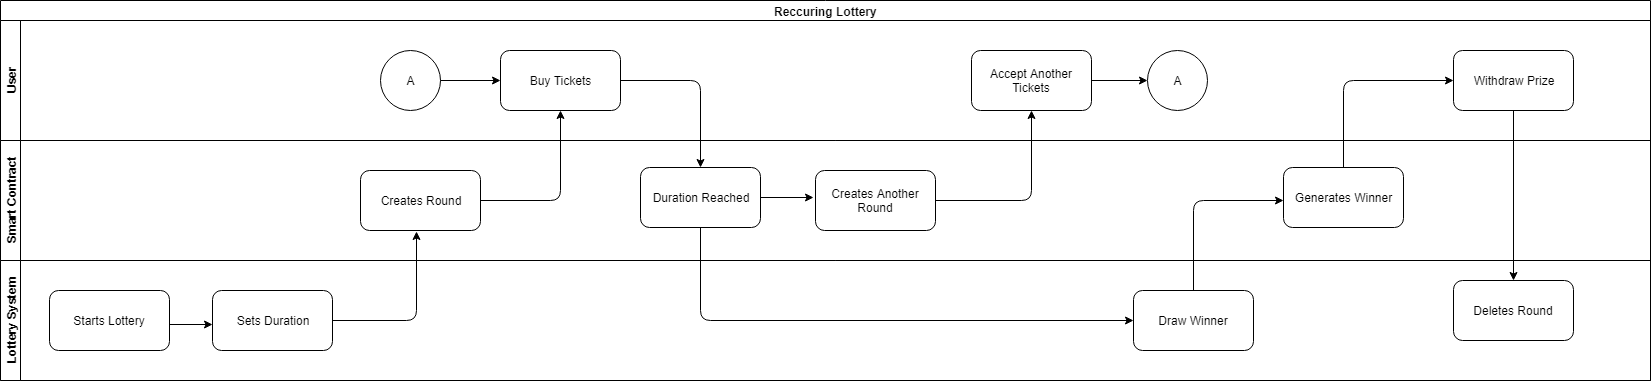 Reccuring Lottery
User
A
Buy Tickets
Accept Another
Tickets
A
Withdraw Prize
Smart Contract
Creates Round
Duration Reached
Creates Another
Round
Generates Winner
Lottery System
Starts Lottery
Sets Duration
Draw Winner
Deletes Round